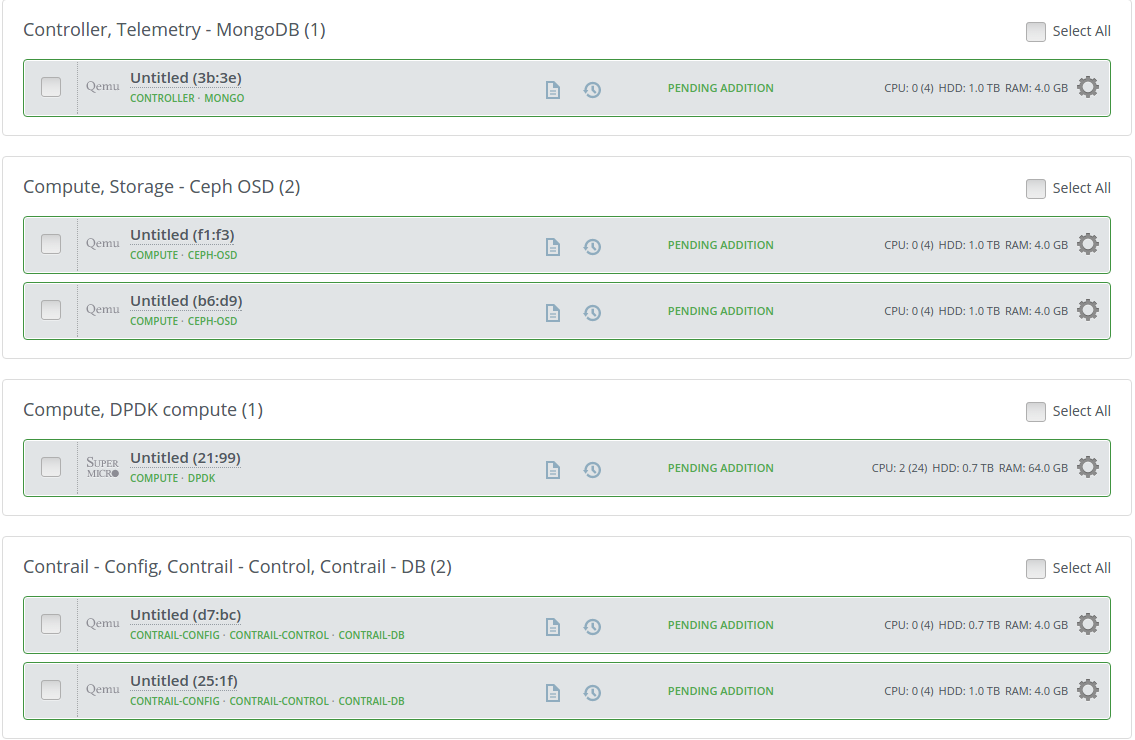 Controller, Telemetry - MongoDB (1)
Select All
Qemu
Untitled (3b:3e)
CONTROLLER · MONGO
PENDING ADDITION
CPU: 0 (4) HDD: 1.0 TB RAM: 4.0 GB
Compute, Storage - Ceph OSD (2)
Select All
Qemu
Untitled (f1:f3)
COMPUTE · CEPH-OSD
PENDING ADDITION
CPU: 0 (4) HDD: 1.0 TB RAM: 4.0 GB
Qemu
Untitled (b6:d9)
COMPUTE · CEPH-OSD
PENDING ADDITION
CPU: 0 (4) HDD: 1.0 TB RAM: 4.0 GB
Compute, DPDK compute (1)
Select All
SUPER
MICRO
Untitled (21:99)
COMPUTE · DPDK
PENDING ADDITION
CPU: 2 (24) HDD: 0.7 TB RAM: 64.0 GB
Contrail - Config, Contrail - Control, Contrail - DB (2)
Select All
Qemu
Untitled (d7:bc)
CONTRAIL-CONFIG · CONTRAIL-CONTROL · CONTRAIL-DB
PENDING ADDITION
CPU: 0 (4) HDD: 0.7 TB RAM: 4.0 GB
Qemu
Untitled (25:1f)
CONTRAIL-CONFIG · CONTRAIL-CONTROL · CONTRAIL-DB
PENDING ADDITION
CPU: 0 (4) HDD: 1.0 TB RAM: 4.0 GB